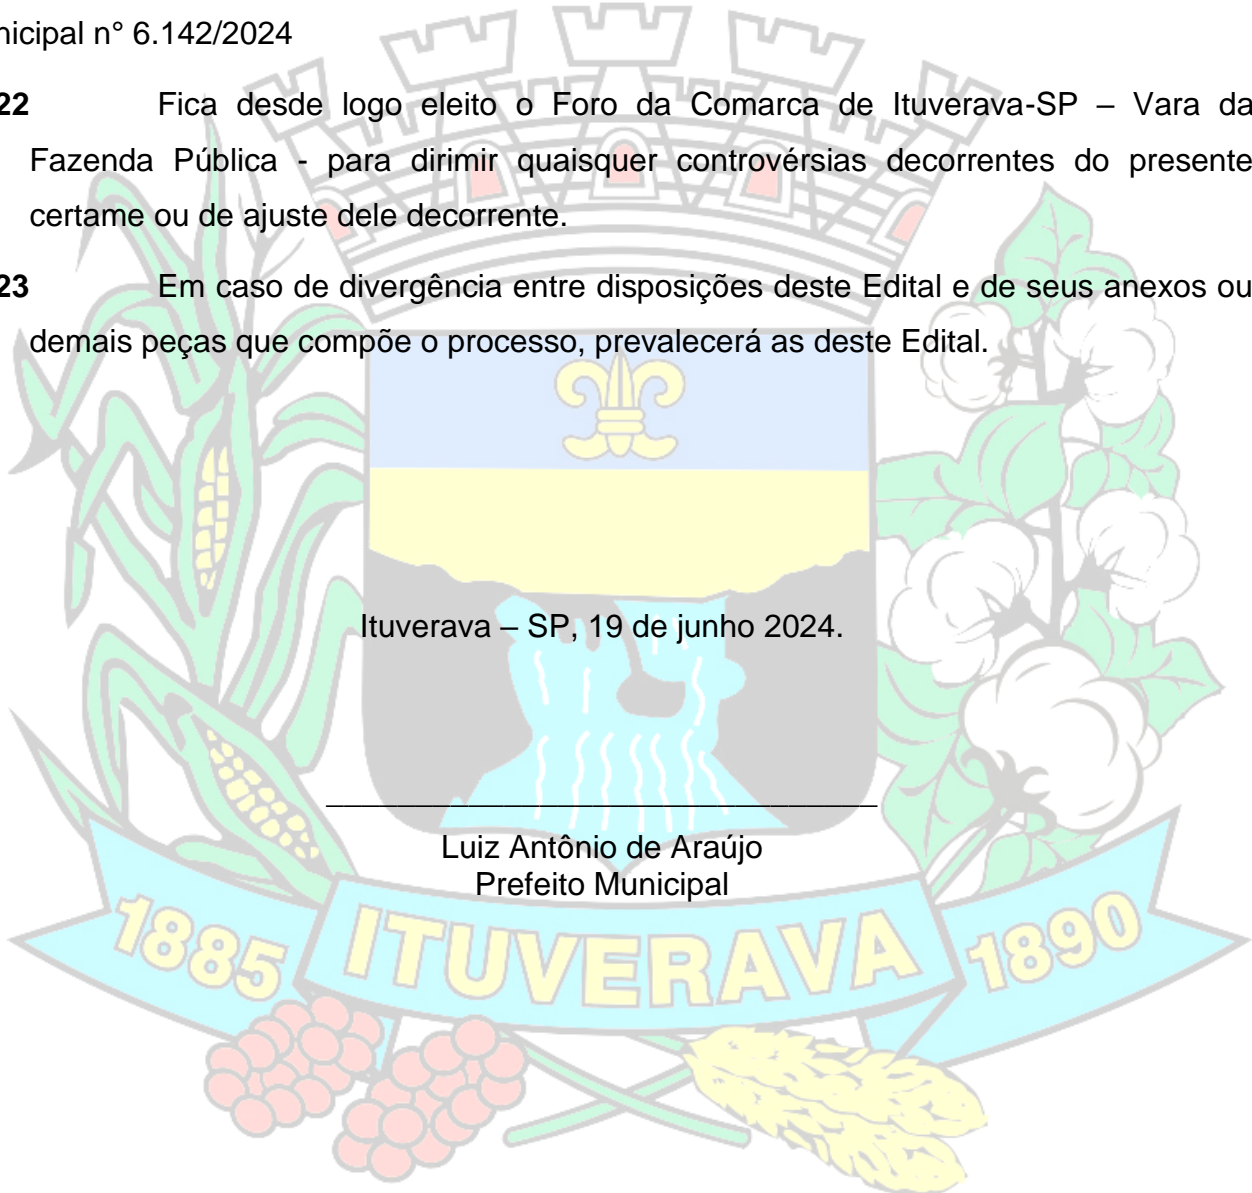 nicipal n° 6.142/2024
22 Fica desde logo eleito o Foro da Comarca de Ituverava-SP – Vara da
Fazenda Pública - para dirimir quaisquer controvérsias decorrentes do presente
certame ou de ajuste dele decorrente.
23 Em caso de divergência entre disposições deste Edital e de seus anexos ou
demais peças que compõe o processo, prevalecerá as deste Edital.
Ituverava – SP, 19 de junho 2024.
Luiz Antônio de Araújo
Prefeito Municipal
1885 ITUVERAVA 1890